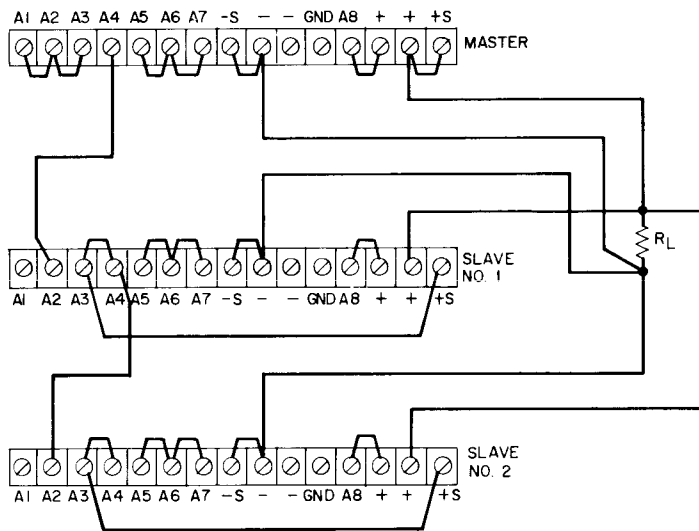 A1 A2 A3 A4 A5 A6 A7 -S - - GND A8 + + +S
MASTER
RL
SLAVE
NO. 1
A1 A2 A3 A4 A5 A6 A7 -S - - GND A8 + + +S
SLAVE
NO. 2
A1 A2 A3 A4 A5 A6 A7 -S - - GND A8 + + +S